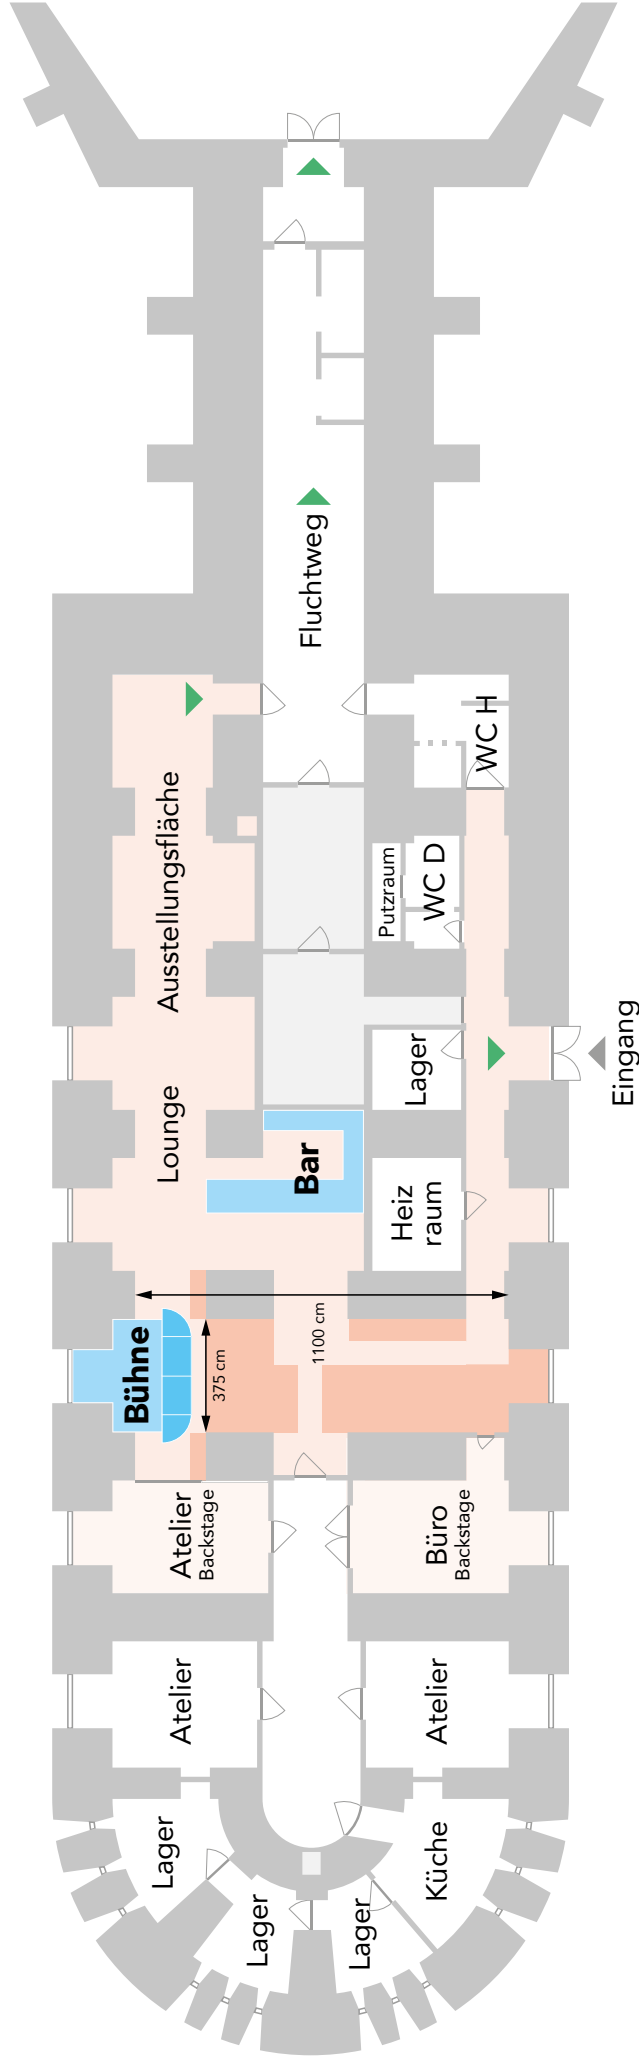 Fluchtweg
WC H
Ausstellungsfläche
Putzraum
WC D
Lounge
Lager
Eingang
Bar
Heiz
raum
Bühne
375 cm
1100 cm
Atelier
Backstage
Büro
Backstage
Atelier
Atelier
Lager
Lager
Lager
Küche